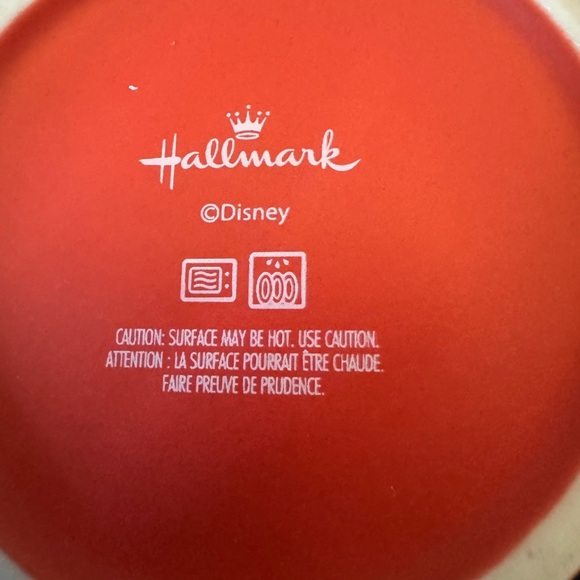 Hallmark
©Disney
CAUTION: SURFACE MAY BE HOT. USE CAUTION.
ATTENTION : LA SURFACE POURRAIT ÊTRE CHAUDE.
FAIRE PREUVE DE PRUDENCE.